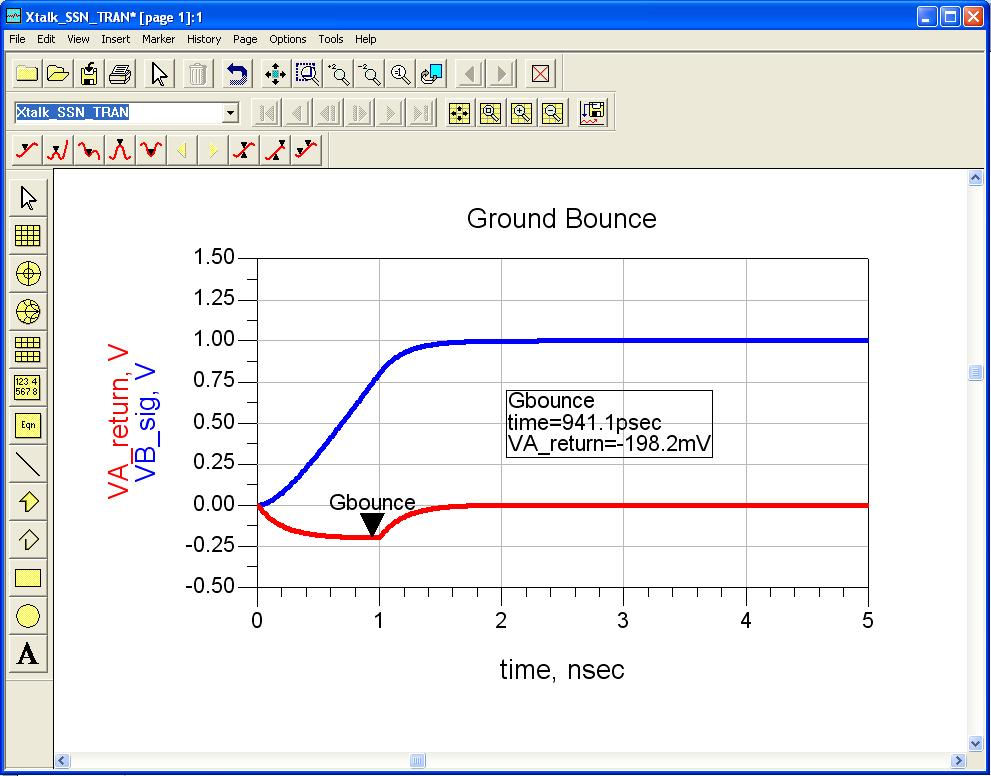 Xtalk_SSN_TRAN* [page 1]:1
File Edit View Insert Marker History Page Options Tools Help
Xtalk_SSN_TRAN
Ground Bounce
1.50
1.25
1.00
0.75
0.50
0.25
0.00
-0.25
-0.50
VA_return, V
VB_sig, V
Gbounce
time=941.1psec
VA_return=-198.2mV
Gbounce
0 1 2 3 4 5
time, nsec
123 4
567 8
Eqn
A